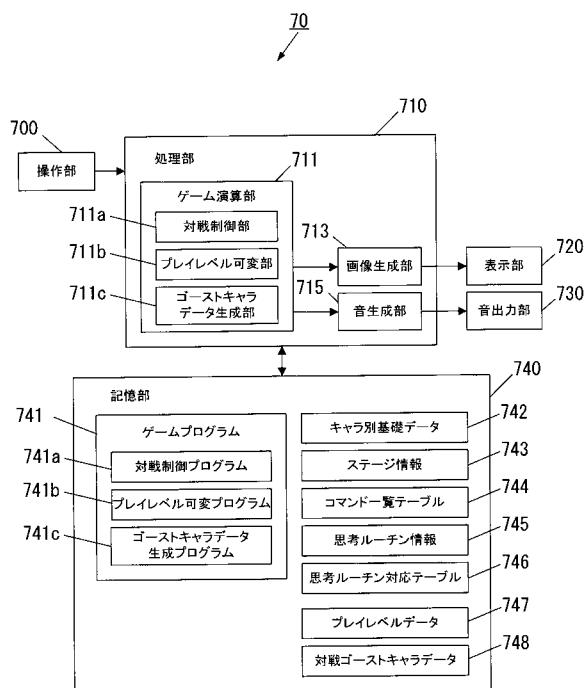 70
710
700
操作部
処理部
711
ゲーム演算部
711a
対戦制御部
711b
プレイレベル可変部
711c
ゴーストキャラ
データ生成部
713
画像生成部
715
音生成部
720
表示部
730
音出力部
740
記憶部
741
ゲームプログラム
741a
対戦制御プログラム
741b
プレイレベル可変プログラム
741c
ゴーストキャラデータ
生成プログラム
742
キャラ別基礎データ
743
ステージ情報
744
コマンド一覧テーブル
745
思考ルーチン情報
746
思考ルーチン対応テーブル
747
プレイレベルデータ
748
対戦ゴーストキャラデータ